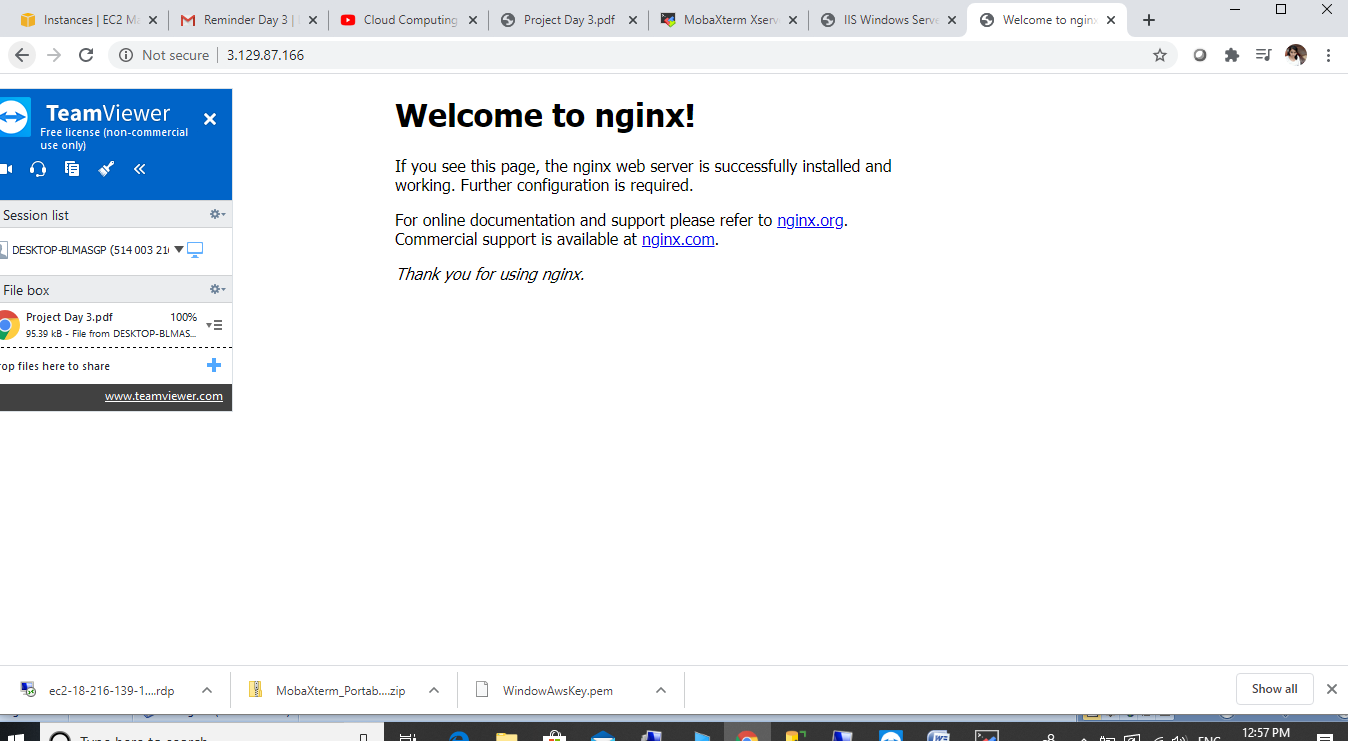 Instances | EC2 M
Reminder Day 3 |
Cloud Computing
Project Day 3.pdf
MobaXterm Xserv
IIS Windows Serve
Welcome to nginx
Not secure
3.129.87.166
TeamViewer
Free license (non-commercial
use only)
Session list
DESKTOP-BLMASGP (514 003 21
File box
Project Day 3.pdf
100%
95.39 kB - File from DESKTOP-BLMAS...
rop files here to share
www.teamviewer.com
Welcome to nginx!
If you see this page, the nginx web server is successfully installed and
working. Further configuration is required.
For online documentation and support please refer to nginx.org.
Commercial support is available at nginx.com.
Thank you for using nginx.
ec2-18-216-139-1....rdp
MobaXterm_Portab....zip
WindowAwsKey.pem
Show all
Type here to search
ENG
12:57 PM